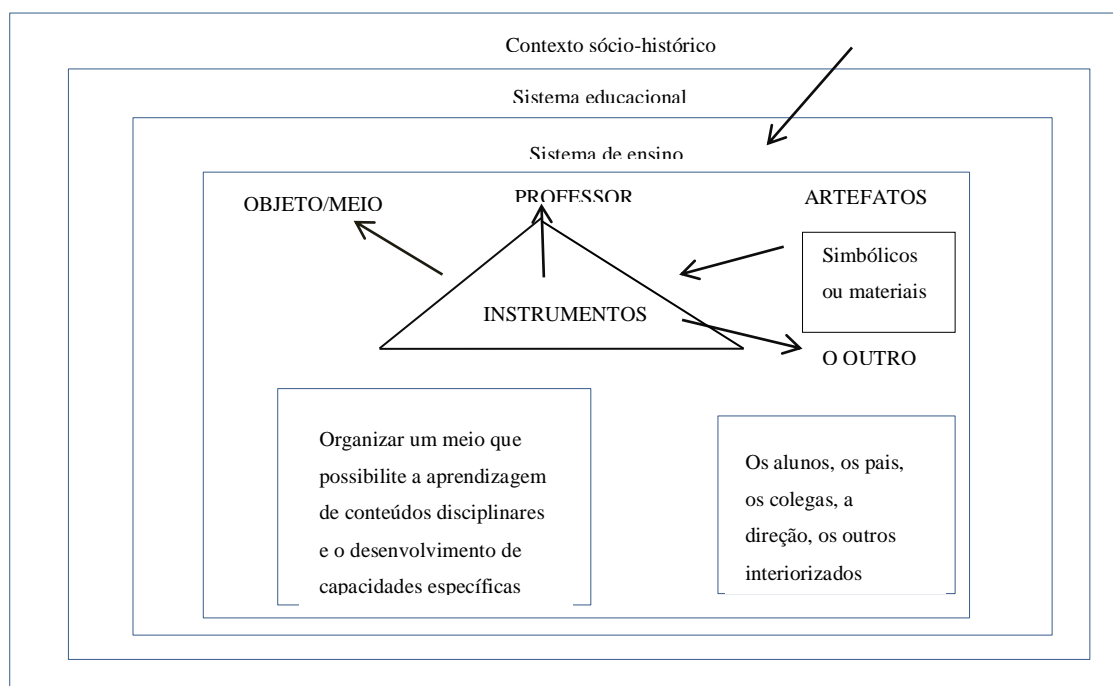 Contexto sócio-histórico
Sistema educacional
Sistema de ensino
OBJETO/MEIO
PROFESSOR
ARTEFATOS
Simbólicos
ou materiais
INSTRUMENTOS
O OUTRO
Organizar um meio que
possibilite a aprendizagem
de conteúdos disciplinares
e o desenvolvimento de
capacidades específicas
Os alunos, os pais,
os colegas, a
direção, os outros
interiorizados